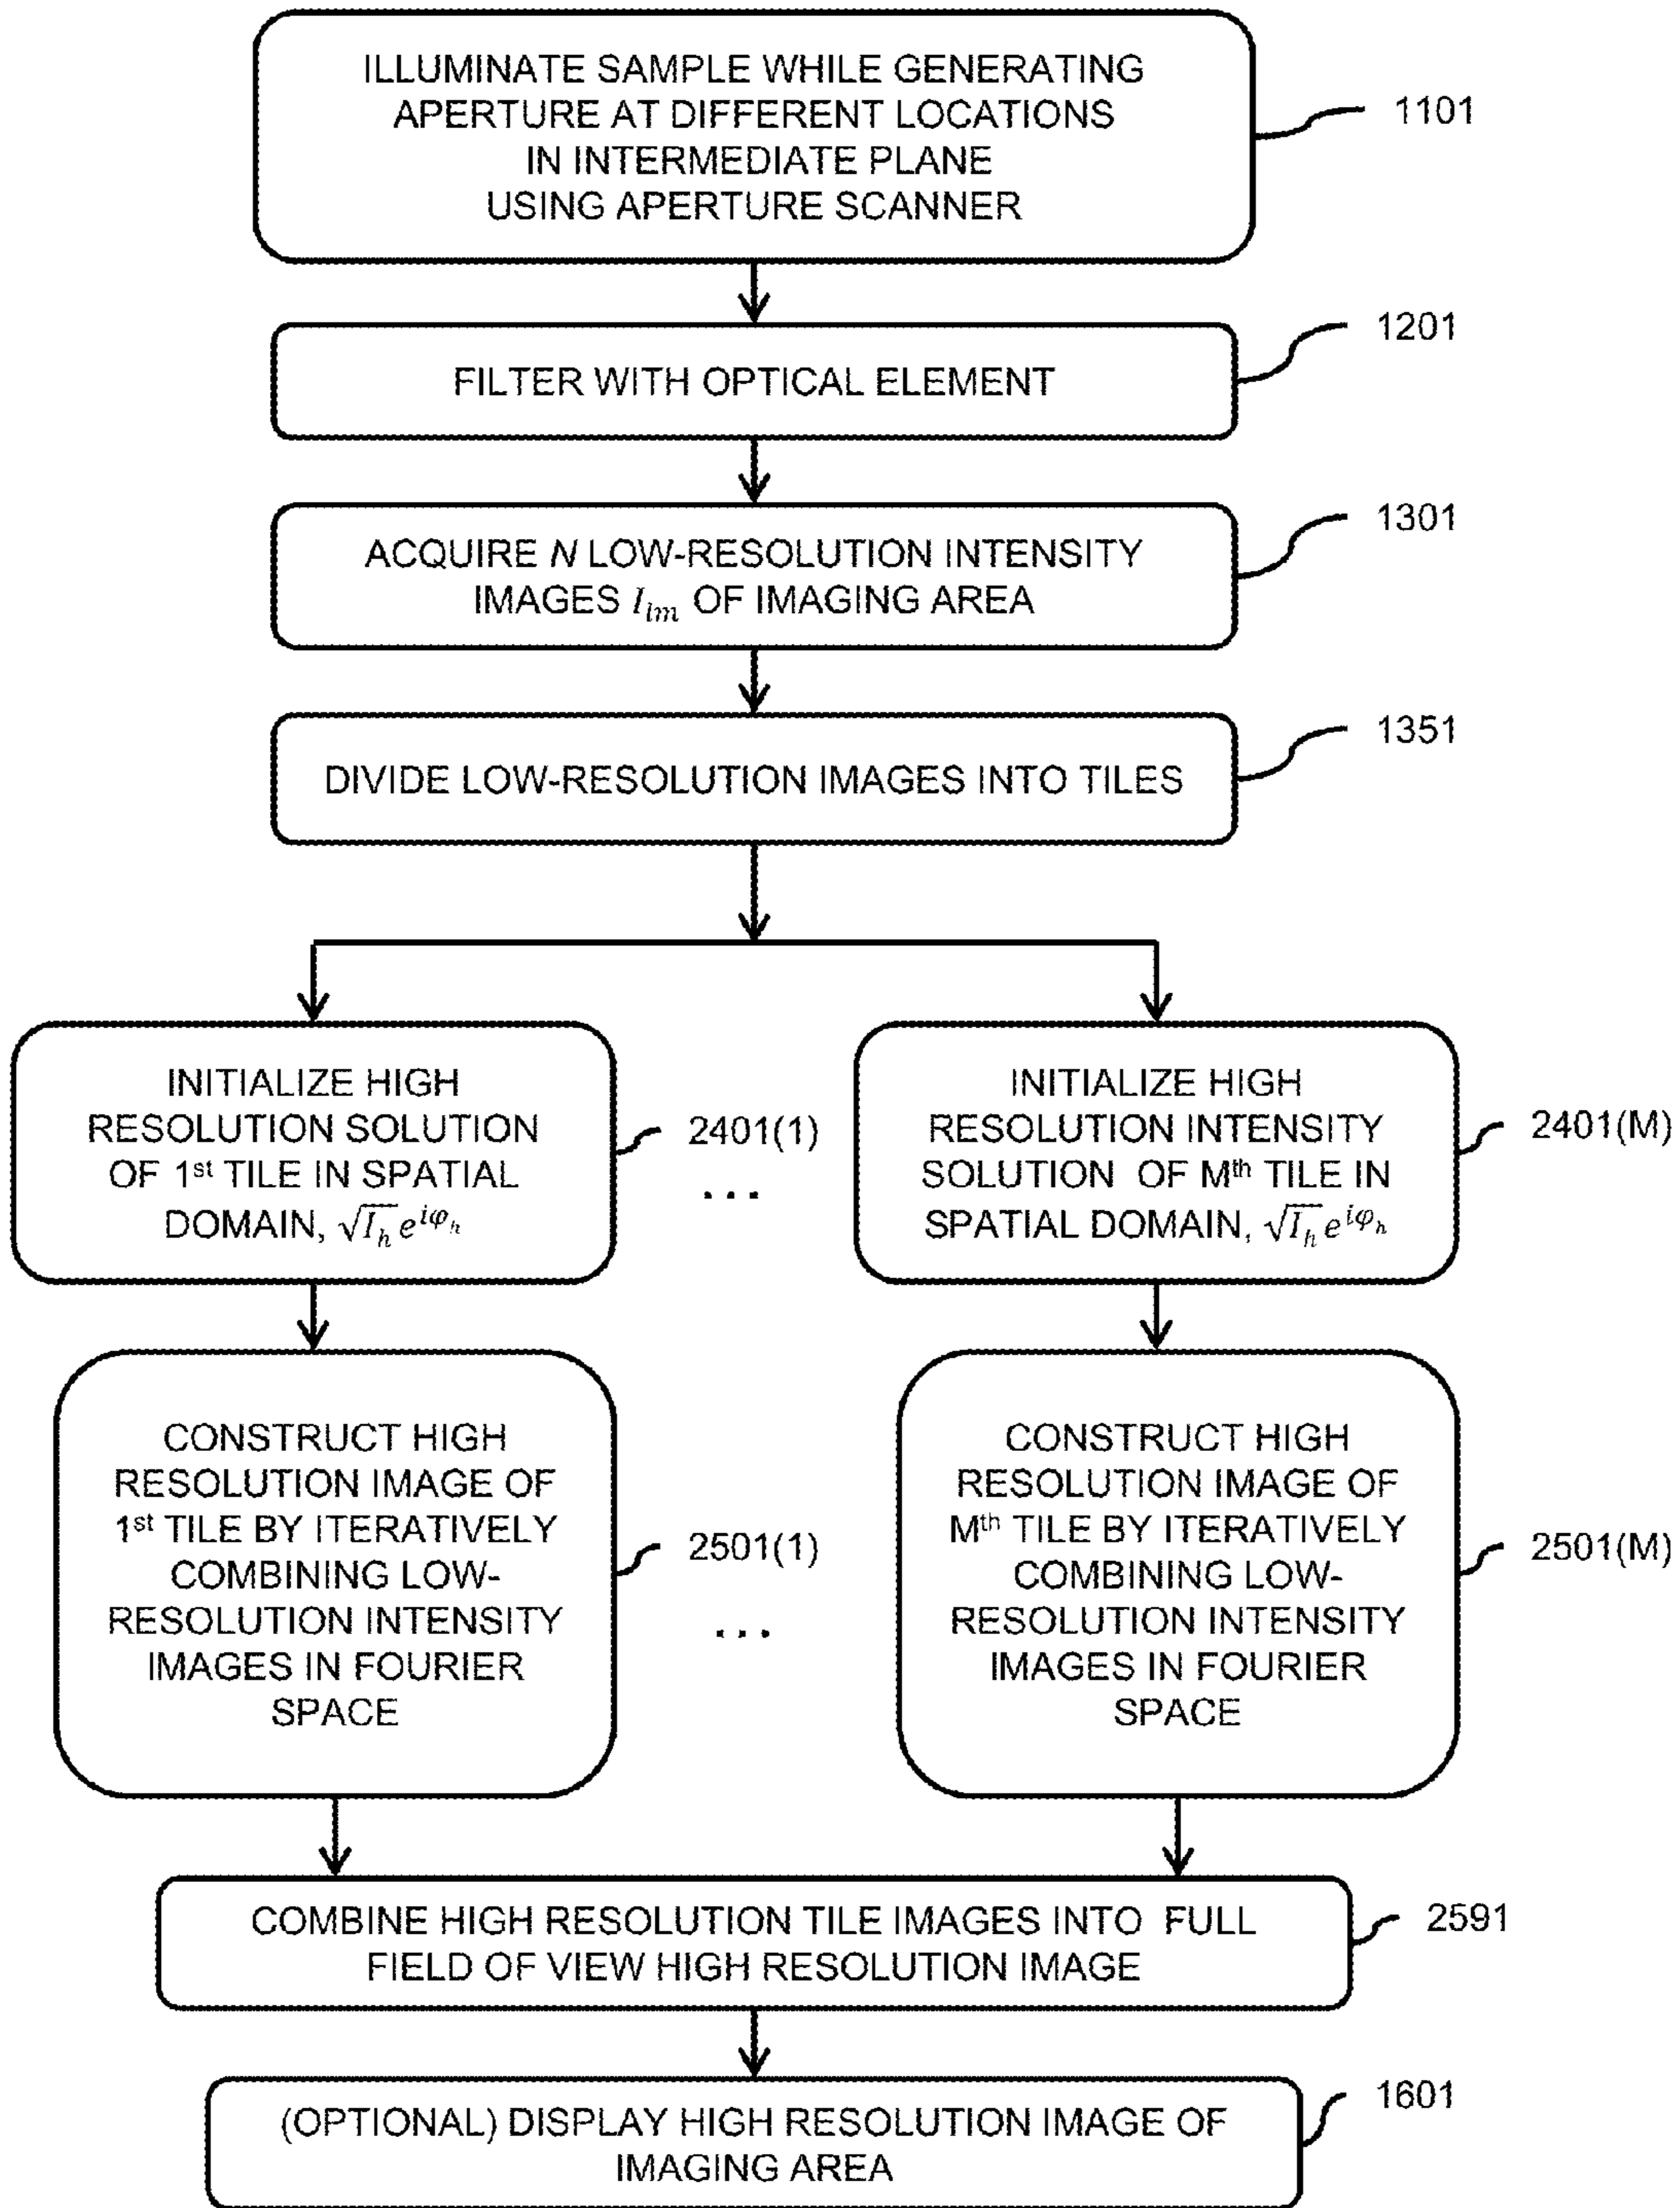 ILLUMINATE SAMPLE WHILE GENERATING
APERTURE AT DIFFERENT LOCATIONS
IN INTERMEDIATE PLANE
USING APERTURE SCANNER
1101
FILTER WITH OPTICAL ELEMENT
1201
ACQUIRE N LOW-RESOLUTION INTENSITY
IMAGES I_{lm} OF IMAGING AREA
1301
DIVIDE LOW-RESOLUTION IMAGES INTO TILES
1351
INITIALIZE HIGH
RESOLUTION SOLUTION
OF 1st TILE IN SPATIAL
DOMAIN, √I_h e^{iφ_h}
2401(1)
...
INITIALIZE HIGH
RESOLUTION INTENSITY
SOLUTION OF Mth TILE IN
SPATIAL DOMAIN, √I_h e^{iφ_h}
2401(M)
CONSTRUCT HIGH
RESOLUTION IMAGE OF
1st TILE BY ITERATIVELY
COMBINING LOW-
RESOLUTION INTENSITY
IMAGES IN FOURIER
SPACE
2501(1)
...
CONSTRUCT HIGH
RESOLUTION IMAGE OF
Mth TILE BY ITERATIVELY
COMBINING LOW-
RESOLUTION INTENSITY
IMAGES IN FOURIER
SPACE
2501(M)
COMBINE HIGH RESOLUTION TILE IMAGES INTO FULL
FIELD OF VIEW HIGH RESOLUTION IMAGE
2591
(OPTIONAL) DISPLAY HIGH RESOLUTION IMAGE OF
IMAGING AREA
1601